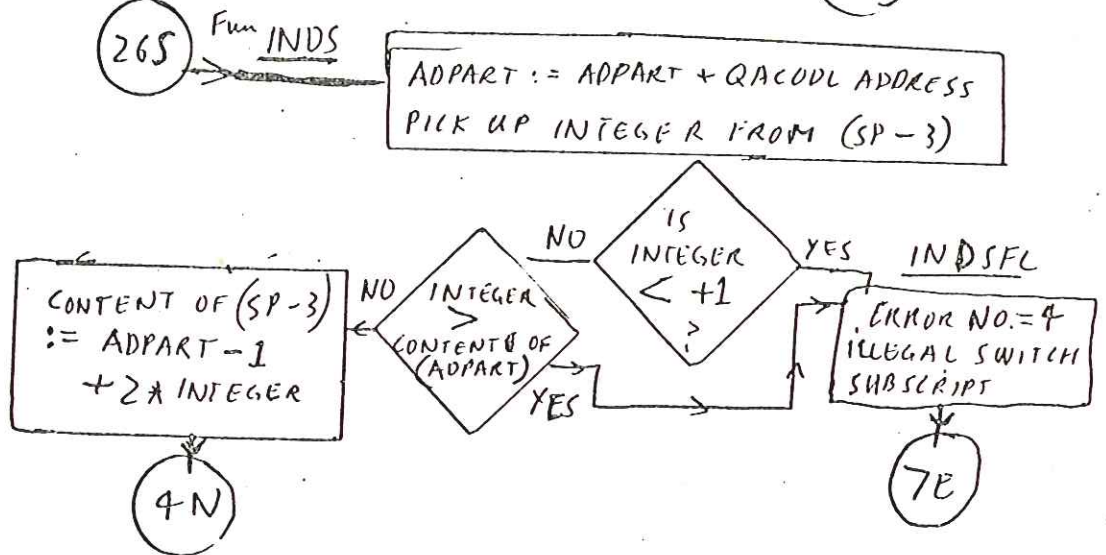 26S
Fun INDS
ADPART := ADPART + QACODL ADDRESS
PICK UP INTEGER FROM (SP-3)
IS
INTEGER
< +1
?
NO
YES
INDSFL
ERROR NO.=4
ILLEGAL SWITCH
SUBSCRIPT
7E
INTEGER
>
CONTENT OF
(ADPART)
NO
YES
CONTENT OF (SP-3)
:= ADPART-1
+2* INTEGER
4N